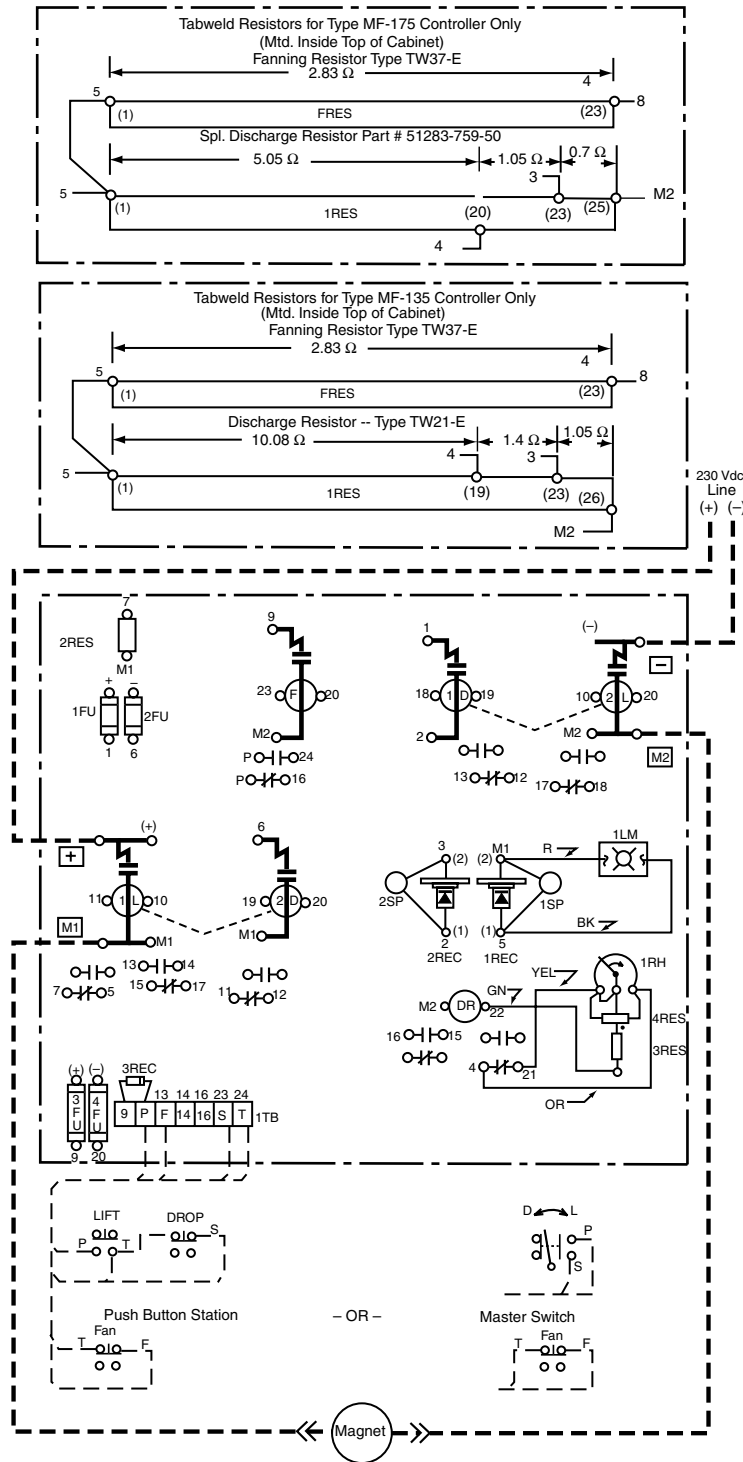 Tabweld Resistors for Type MF-175 Controller Only
(Mtd. Inside Top of Cabinet)
Fanning Resistor Type TW37-E
2.83 Ω
4
5
8
(1)
FRES
(23)
Spl. Discharge Resistor Part # 51283-759-50
5.05 Ω
1.05 Ω
0.7 Ω
3
5
M2
(1)
1RES
(20)
(23)
(25)
4
Tabweld Resistors for Type MF-135 Controller Only
(Mtd. Inside Top of Cabinet)
Fanning Resistor Type TW37-E
2.83 Ω
4
5
8
(1)
FRES
(23)
Discharge Resistor -- Type TW21-E
10.08 Ω
1.4 Ω
1.05 Ω
4
3
5
(1)
1RES
(19)
(23)
(26)
M2
230 Vdc
Line
(+) (–)
7
2RES
M1
+ –
1FU
2FU
1 6
9
23 F 20
M2
P 24
P 16
1
18 1 D 19
2
13 12
(–)
–
10 2 L 20
M2
M2
17 18
(+)
+
11 1 L 10
M1
M1
13 14
7 5
15 17
6
19 2 D 20
M1
11 12
3 (2)
2SP
2 (1)
2REC
M1
(2)
1SP
(1) 5
1REC
R
1LM
BK
YEL
1RH
GN
M2 DR 22
16 15
4 21
4RES
3RES
OR
(+) (–)
3FU
4FU
9 20
3REC
13 14 16 23 24
9 P F 14 16 S T 1TB
LIFT
P T
DROP
S
D L
P
S
Push Button Station
– OR –
Master Switch
T Fan F
T Fan F
Magnet